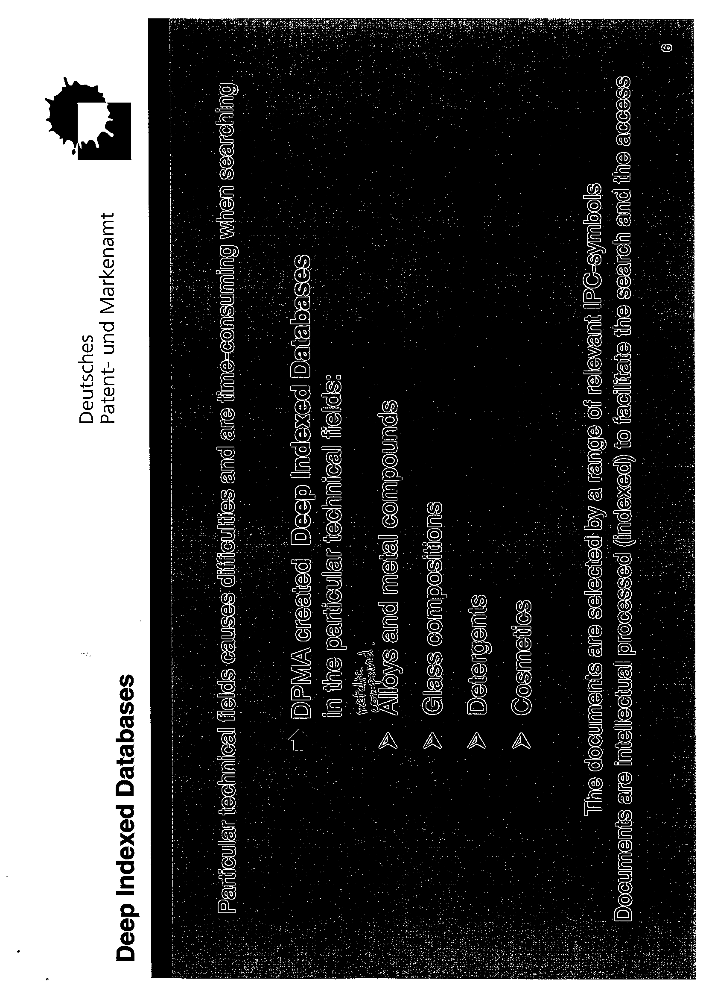 Deep Indexed Databases
Deutsches
Patent- und Markenamt
Particular technical fields causes difficulties and are time-consuming when searching
DPMA created Deep Indexed Databases
in the particular technical fields:
metallic
compound.
Alloys and metal compounds
Glass compositions
Detergents
Cosmetics
The documents are selected by a range of relevant IPC-symbols
Documents are intellectual processed (indexed) to facilitate the search and the access
6